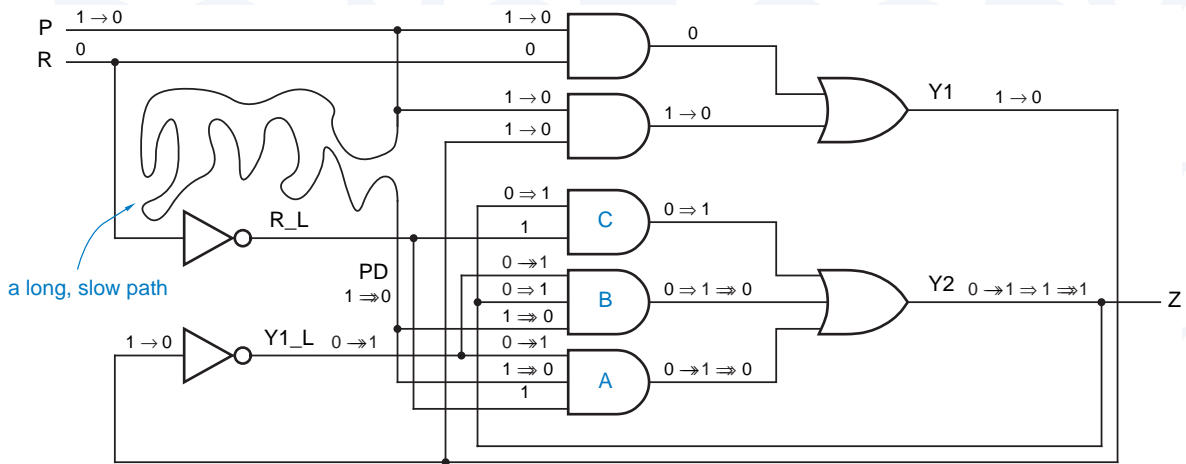 P 1 → 0 1 → 0
0
R 0 0
1 → 0 Y1 1 → 0
1 → 0
1 → 0
0 ⇒ 1 C 0 ⇒ 1
R_L 1
a long, slow path
PD 0 ↠ 1
1 ⇛ 0 0 ⇒ 1 B 0 ⇒ 1 ⇛ 0 Y2 0 ↠ 1 ⇒ 1 ⇛ 1 Z
1 ⇛ 0
1 → 0 Y1_L 0 ↠ 1 0 ↠ 1
1 ⇛ 0 A 0 ↠ 1 ⇛ 0
1